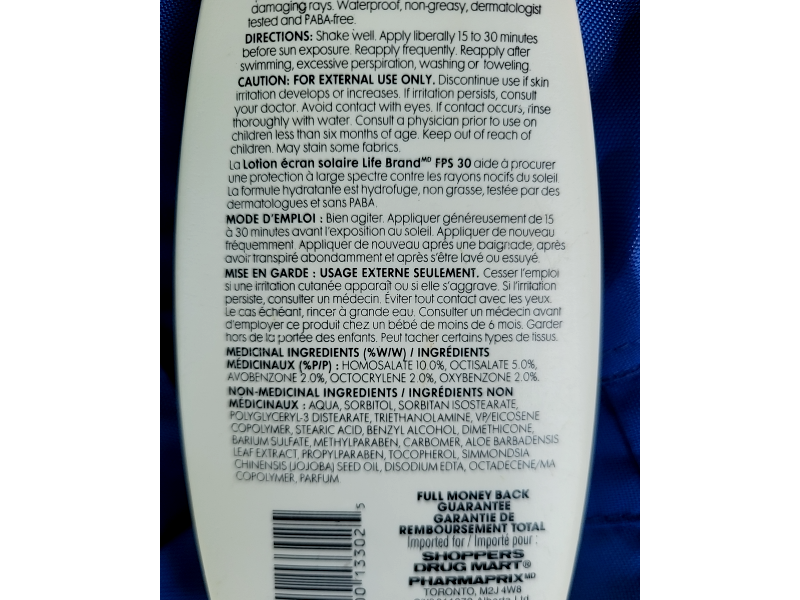 damaging rays. Waterproof, non-greasy, dermatologist
tested and PABA-free.
DIRECTIONS: Shake well. Apply liberally 15 to 30 minutes
before sun exposure. Reapply frequently. Reapply after
swimming, excessive perspiration, washing or toweling.
CAUTION: FOR EXTERNAL USE ONLY. Discontinue use if skin
irritation develops or increases. If irritation persists, consult
your doctor. Avoid contact with eyes. If contact occurs, rinse
thoroughly with water. Consult a physician prior to use on
children less than six months of age. Keep out of reach of
children. May stain some fabrics.
La Lotion écran solaire Life Brand MD FPS 30 aide à procurer
une protection à large spectre contre les rayons nocifs du soleil.
La formule hydratante est hydrofuge, non grasse, testée par des
dermatologues et sans PABA.
MODE D'EMPLOI : Bien agiter. Appliquer généreusement de 15
à 30 minutes avant l'exposition au soleil. Appliquer de nouveau
fréquemment. Appliquer de nouveau après une baignade, après
avoir transpiré abondamment et après s'être lavé ou essuyé.
MISE EN GARDE : USAGE EXTERNE SEULEMENT. Cesser l'emploi
si une irritation cutanée apparaît ou si elle s'aggrave. Si l'irritation
persiste, consulter un médecin. Éviter tout contact avec les yeux.
Le cas échéant, rincer à grande eau. Consulter un médecin avant
d'employer ce produit chez un bébé de moins de 6 mois. Garder
hors de la portée des enfants. Peut tacher certains types de tissus.
MEDICINAL INGREDIENTS (%W/W) / INGRÉDIENTS
MÉDICINAUX (%P/P) : HOMOSALATE 10.0%, OCTISALATE 5.0%,
AVOBENZONE 2.0%, OCTOCRYLENE 2.0%, OXYBENZONE 2.0%.
NON-MEDICINAL INGREDIENTS / INGRÉDIENTS NON
MÉDICINAUX : AQUA, SORBITOL, SORBITAN ISOSTEARATE,
POLYGLYCERYL-3 DISTEARATE, TRIETHANOLAMINE, VP/EICOSENE
COPOLYMER, STEARIC ACID, BENZYL ALCOHOL, DIMETHICONE,
BARIUM SULFATE, METHYLPARABEN, CARBOMER, ALOE BARBADENSIS
LEAF EXTRACT, PROPYLPARABEN, TOCOPHEROL, SIMMONDSIA
CHINENSIS (JOJOBA) SEED OIL, DISODIUM EDTA, OCTADECENE/MA
COPOLYMER, PARFUM
FULL MONEY BACK
GUARANTEE
GARANTIE DE
REMBOURSEMENT TOTAL
Imported for / Importé pour :
SHOPPERS
DRUG MART®
PHARMAPRIX MD
TORONTO, M2J 4W8
00 13302 5